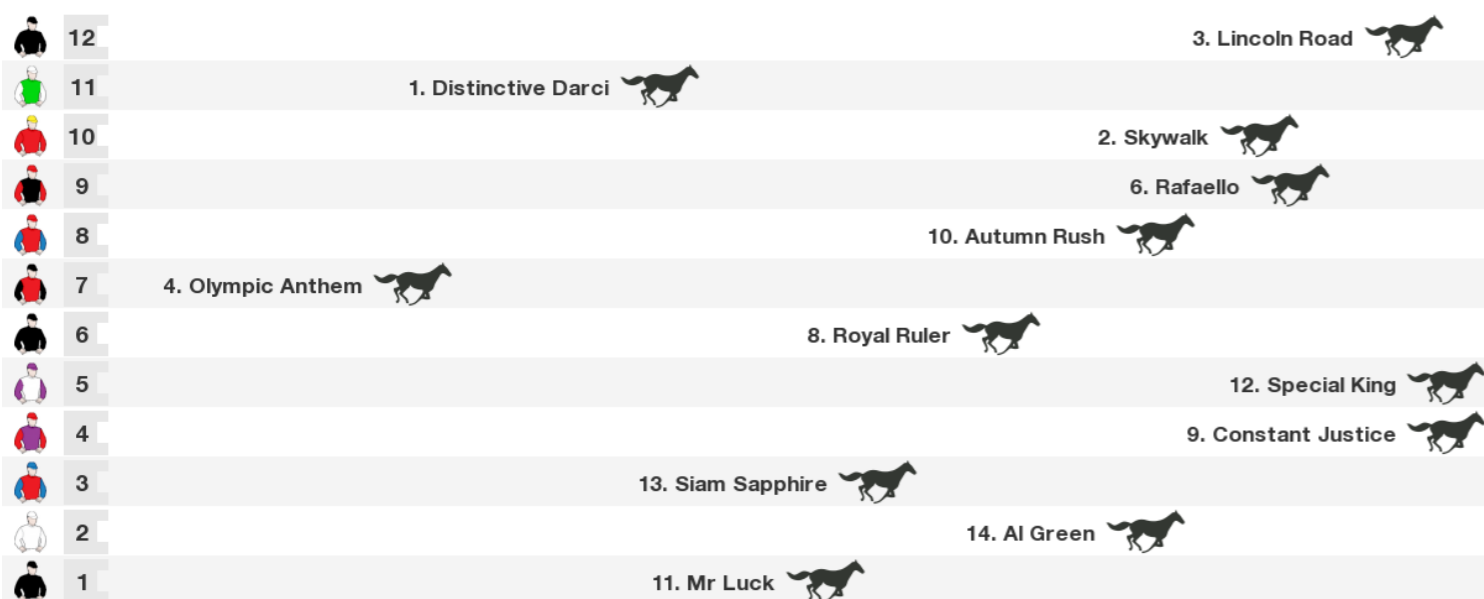 12 3. Lincoln Road
11 1. Distinctive Darci
10 2. Skywalk
9 6. Rafaello
8 10. Autumn Rush
7 4. Olympic Anthem
6 8. Royal Ruler
5 12. Special King
4 9. Constant Justice
3 13. Siam Sapphire
2 14. Al Green
1 11. Mr Luck